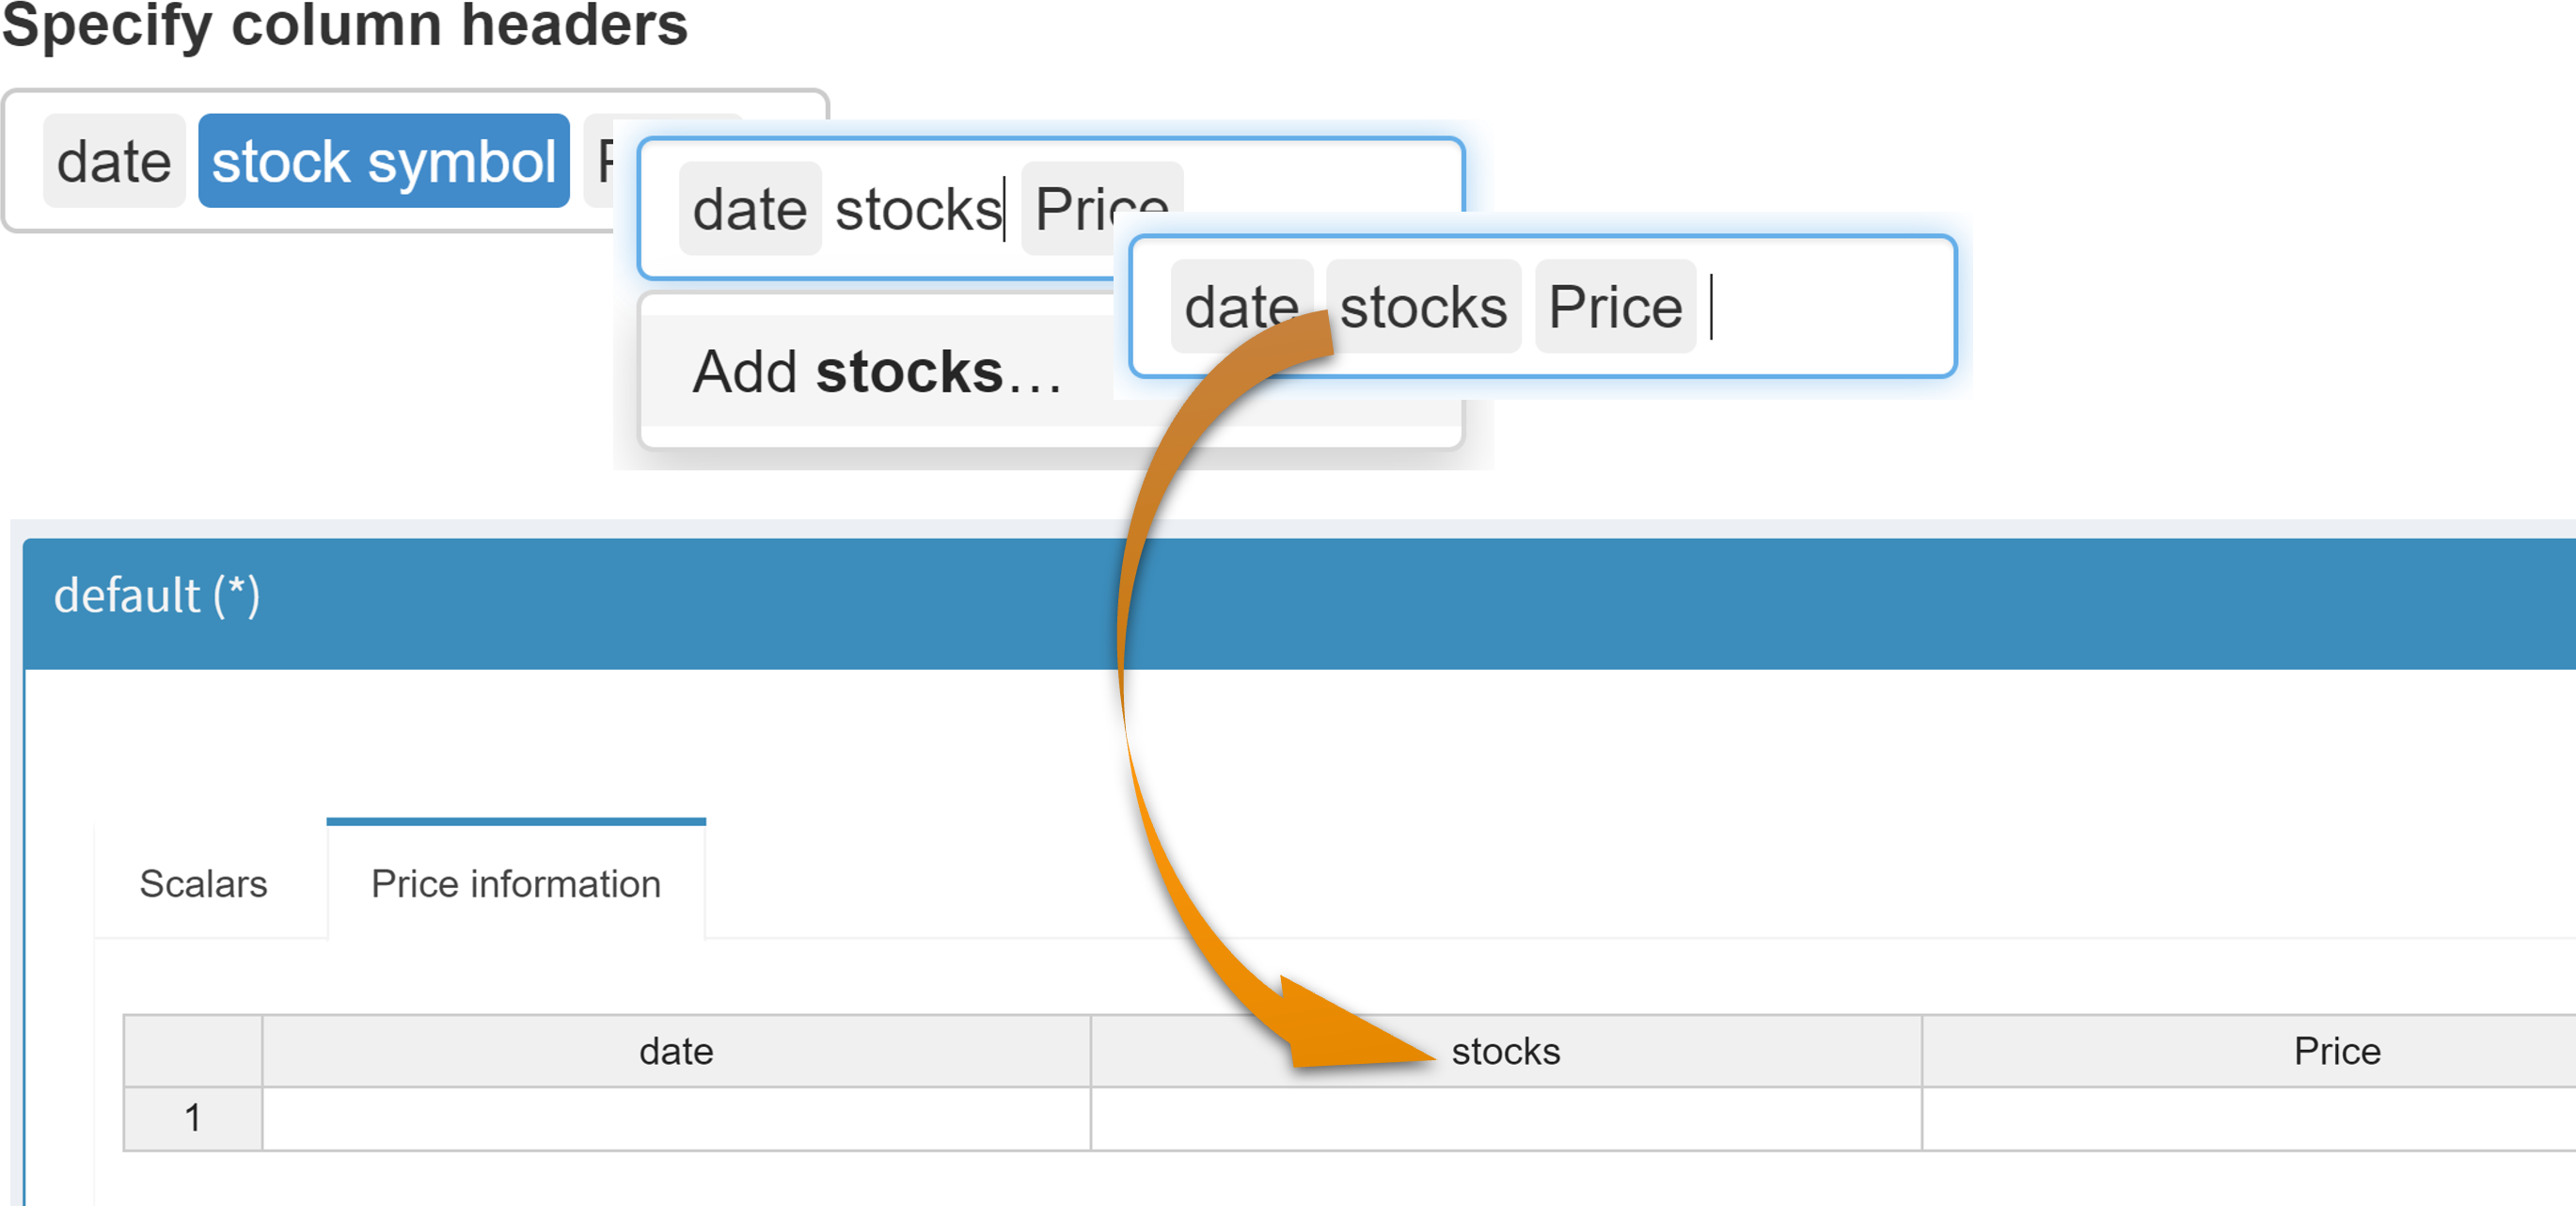 Specify column headers
date stock symbol
date stocks Price
Add stocks…
date stocks Price
default (*)
Scalars Price information
date stocks Price
1